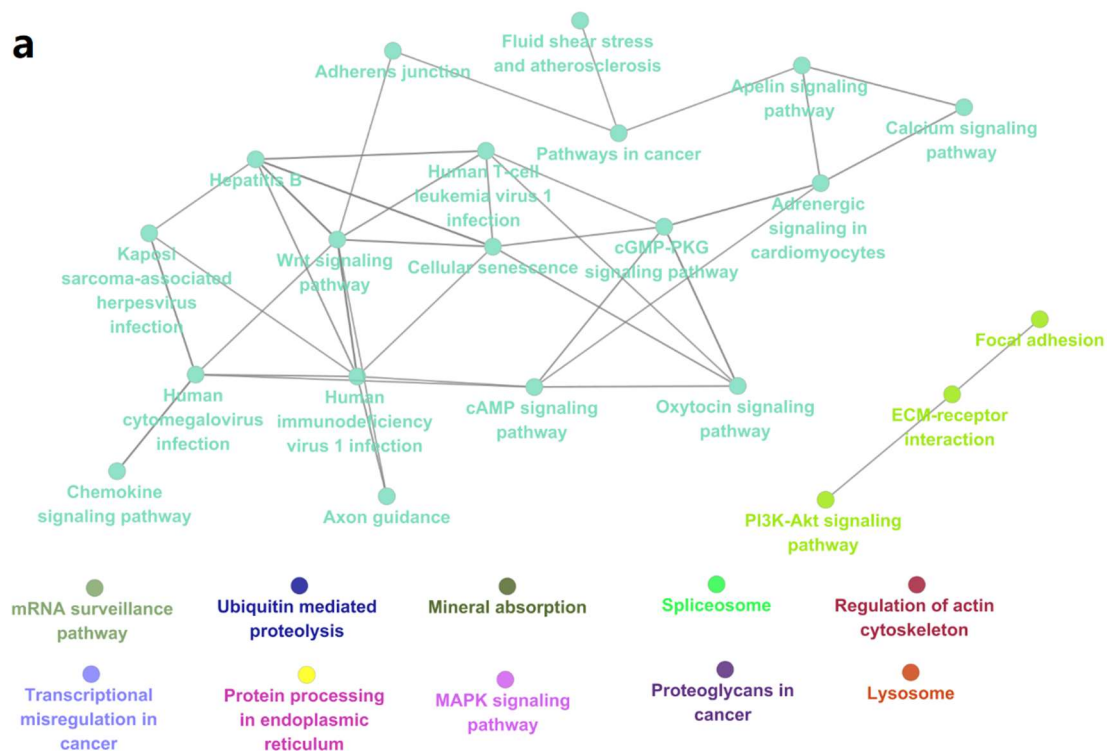 a
Fluid shear stress
and atherosclerosis
Adherens junction
Apelin signaling
pathway
Calcium signaling
pathway
Pathways in cancer
Hepatitis B
Human T-cell
leukemia virus 1
infection
Adrenergic
signaling in
cardiomyocytes
Kaposi
sarcoma-associated
herpesvirus
infection
Wnt signaling
pathway
Cellular senescence
cGMP-PKG
signaling pathway
Focal adhesion
Human
cytomegalovirus
infection
Human
immunodeficiency
virus 1 infection
cAMP signaling
pathway
Oxytocin signaling
pathway
ECM-receptor
interaction
Chemokine
signaling pathway
Axon guidance
PI3K-Akt signaling
pathway
mRNA surveillance
pathway
Ubiquitin mediated
proteolysis
Mineral absorption
Spliceosome
Regulation of actin
cytoskeleton
Transcriptional
misregulation in
cancer
Protein processing
in endoplasmic
reticulum
MAPK signaling
pathway
Proteoglycans in
cancer
Lysosome